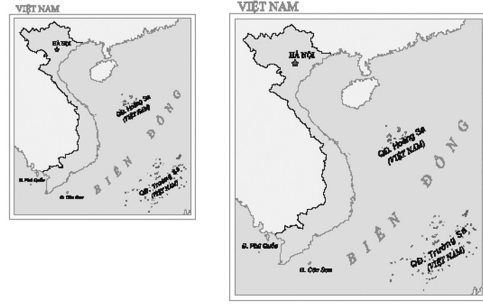 VIỆT NAM
HÀ NỘI
QĐ. Hoàng Sa
(VIỆT NAM)
BIỂN ĐÔNG
QĐ. Trường Sa
(VIỆT NAM)
Đ. Phú Quốc
Đ. Côn Sơn
VIỆT NAM
HÀ NỘI
QĐ. Hoàng Sa
(VIỆT NAM)
BIỂN ĐÔNG
QĐ. Trường Sa
(VIỆT NAM)
Đ. Phú Quốc
Đ. Côn Sơn